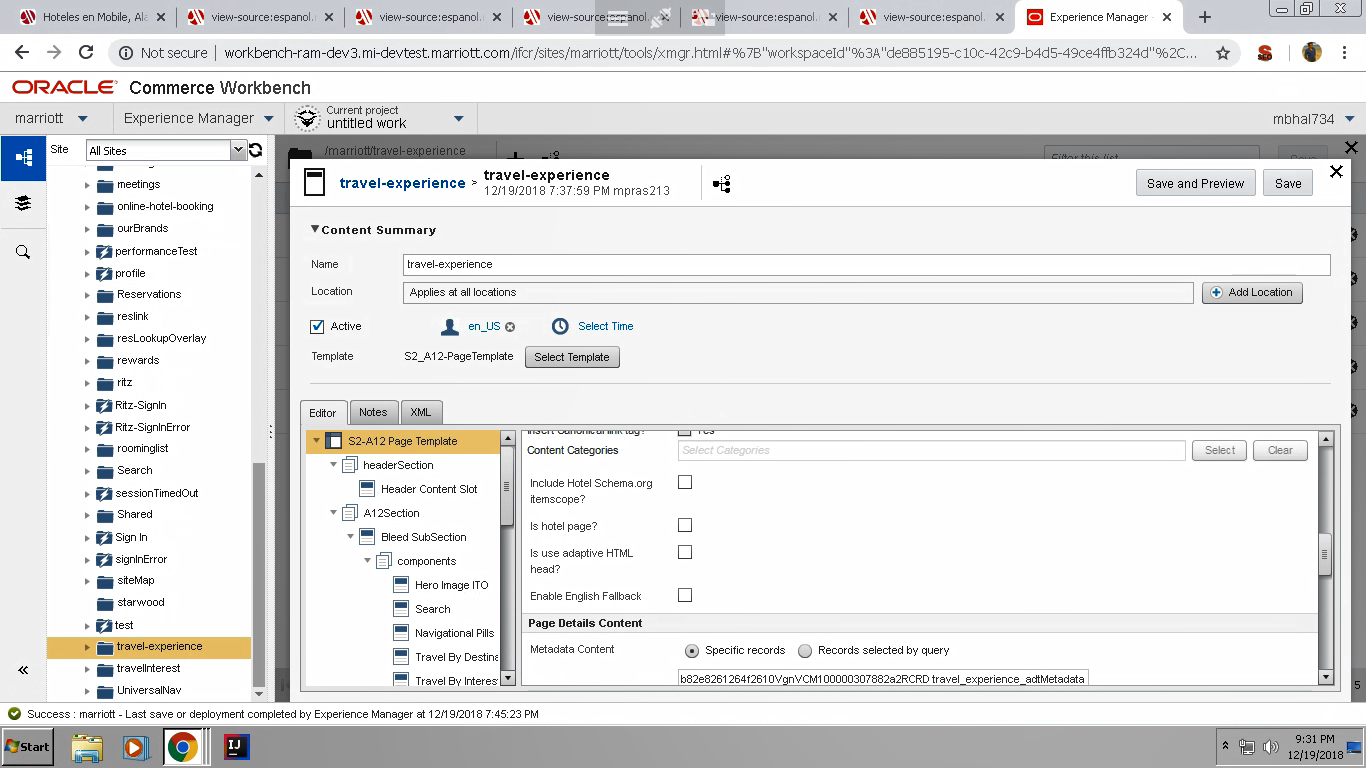 Hoteles en Mobile, Ala
view-source:espanol.
view-source:espanol.
view-source:espanol.
view-source:espanol.
view-source:espanol.
Experience Manager -
Not secure
workbench-ram-dev3.mi-devtest.marriott.com/ifcr/sites/marriott/tools/xmgr.html#%7B"workspaceId"%3A"de885195-c10c-42c9-b4d5-49ce4ffb324d"%2C...
ORACLE Commerce Workbench
marriott
Experience Manager
Current project
untitled work
mbhal734
Site
All Sites
/marriott/travel-experience
Filter this list
Save
meetings
online-hotel-booking
ourBrands
performanceTest
profile
Reservations
reslink
resLookupOverlay
rewards
ritz
Ritz-SignIn
Ritz-SignInError
roominglist
Search
sessionTimedOut
Shared
Sign In
signInError
siteMap
starwood
test
travel-experience
travelInterest
UniversalNav
travel-experience > travel-experience
12/19/2018 7:37:59 PM mpras213
Save and Preview
Save
Content Summary
Name
travel-experience
Location
Applies at all locations
Add Location
Active
en_US
Select Time
Template
S2_A12-PageTemplate
Select Template
Editor
Notes
XML
S2-A12 Page Template
headerSection
Header Content Slot
A12Section
Bleed SubSection
components
Hero Image ITO
Search
Navigational Pills
Travel By Destina
Travel By Interes
Insert Canonical link tag?
Yes
Content Categories
Select Categories
Select
Clear
Include Hotel Schema.org
itemscope?
Is hotel page?
Is use adaptive HTML
head?
Enable English Fallback
Page Details Content
Metadata Content
Specific records
Records selected by query
b82e8261264f2610VgnVCM100000307882a2RCRD travel_experience_adtMetadata
5
Success : marriott - Last save or deployment completed by Experience Manager at 12/19/2018 7:45:23 PM
Start
IJ
9:31 PM
12/19/2018